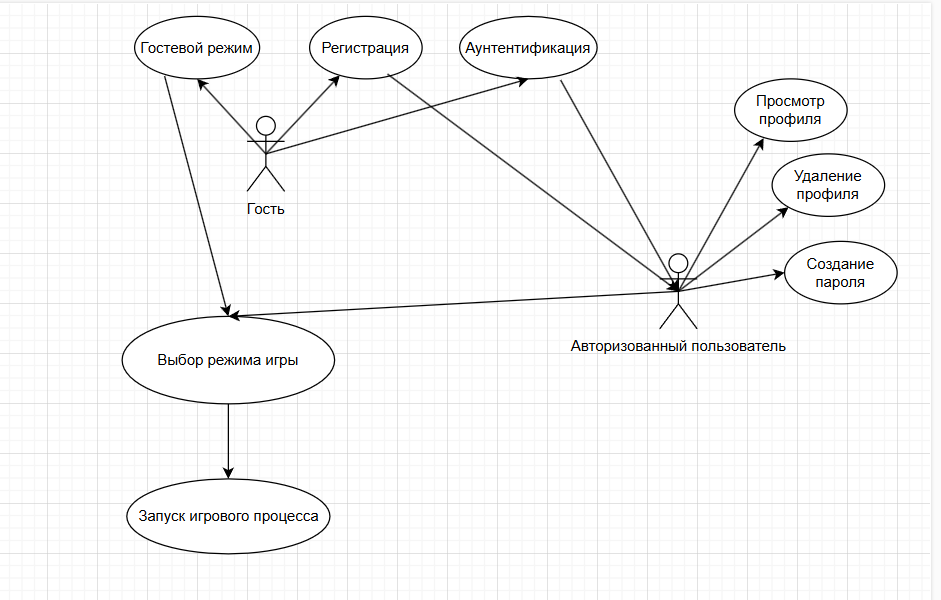 Гостевой режим
Регистрация
Аунтентификация
Просмотр
профиля
Удаление
профиля
Гость
Создание
пароля
Авторизованный пользователь
Выбор режима игры
Запуск игрового процесса